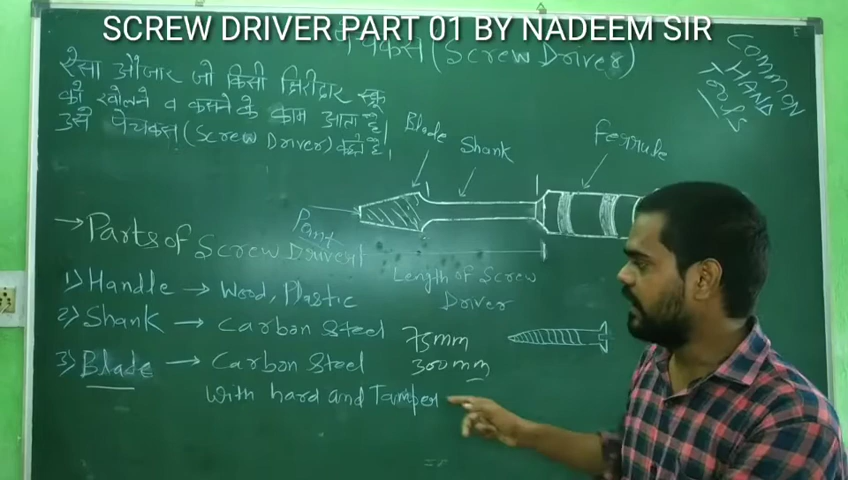 SCREW DRIVER PART 01 BY NADEEM SIR
पेचकस (Screw Driver)
COMMON
HAND
Tools
ऐसा औजार जो किसी झिरीदार स्क्रू
को खोलने व कसने के काम आता है
उसे पेचकस (Screw Driver) कहते है।
Blade
Shank
Ferrule
Point
→ Parts of Screw Driver
Length of Screw
Driver
1) Handle → Wood, Plastic
2) Shank → Carbon Steel
75mm
3) Blade → Carbon Steel
300mm
With hard and Tamper